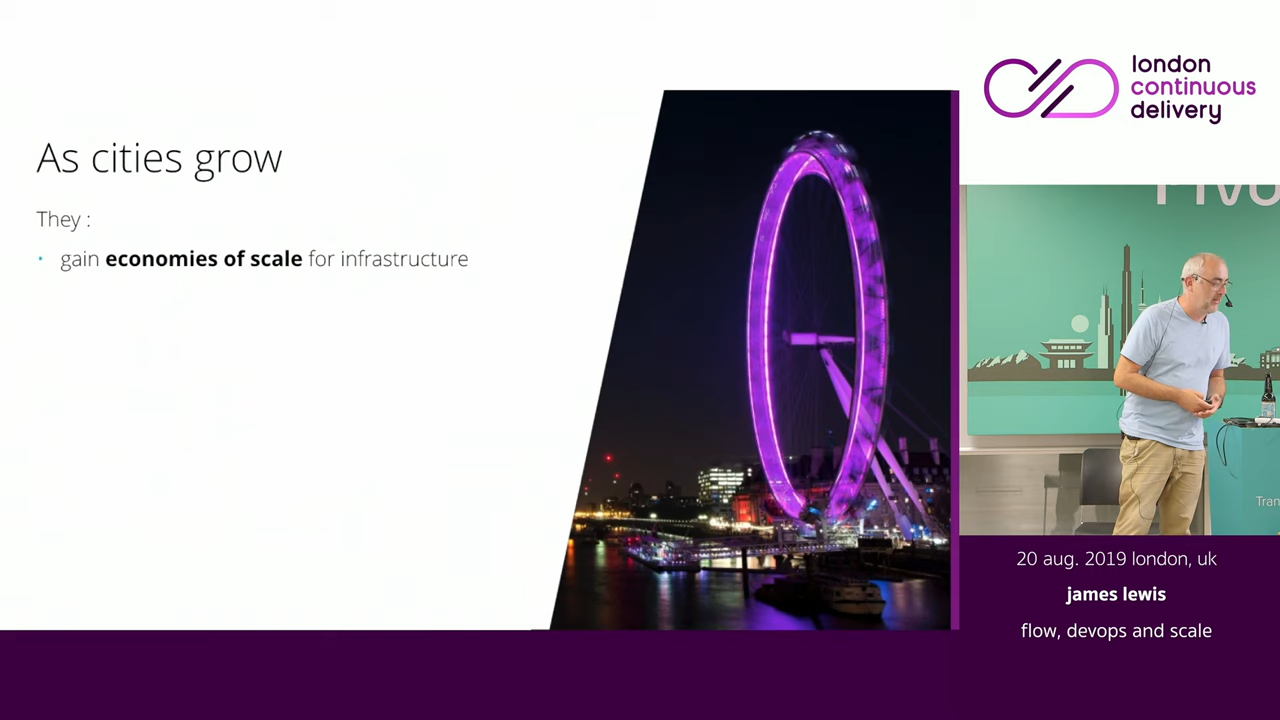 As cities grow
They :
• gain economies of scale for infrastructure
london
continuous
delivery
20 aug. 2019 london, uk
james lewis
flow, devops and scale